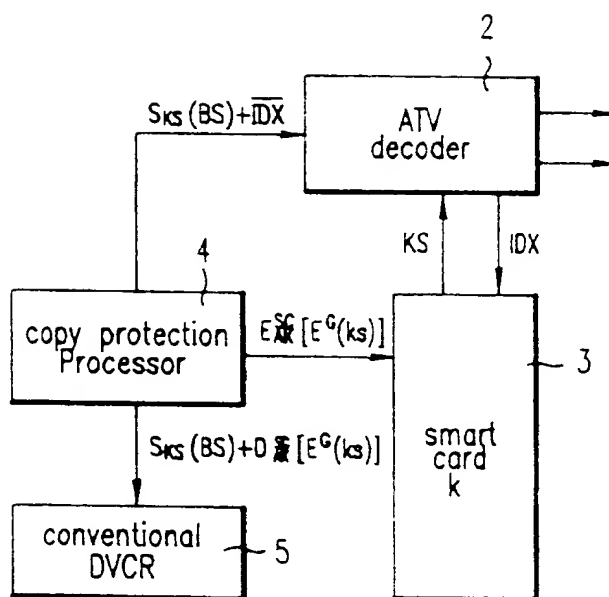 2
S_KS(BS)+IDX
ATV
decoder
KS
IDX
4
copy protection
Processor
[E^G(ks)]
3
smart
card
k
S_KS(BS)+D [E^G(ks)]
conventional
DVCR
5